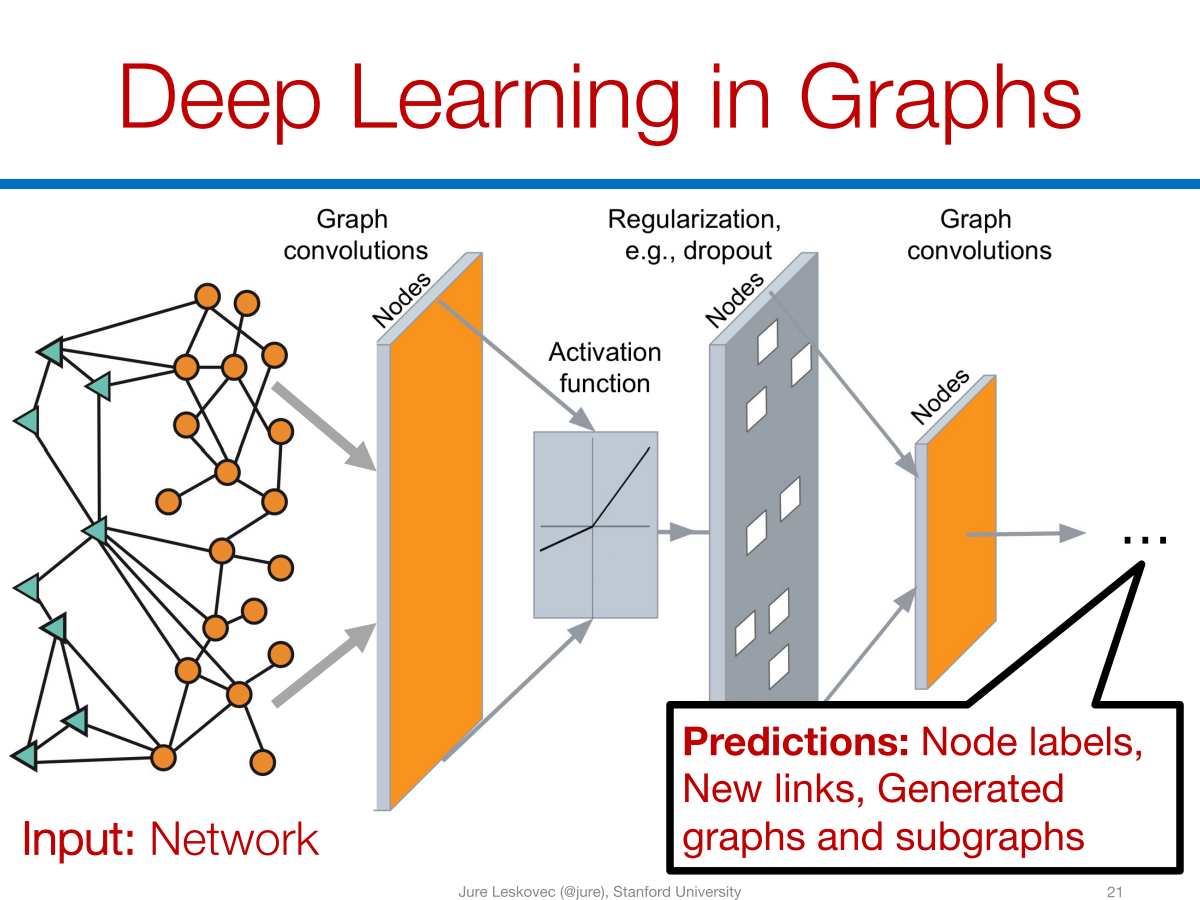 Deep Learning in Graphs
Graph
convolutions
Nodes
Activation
function
Regularization,
e.g., dropout
Nodes
Graph
convolutions
Nodes
...
Predictions: Node labels,
New links, Generated
graphs and subgraphs
Input: Network
Jure Leskovec (@jure), Stanford University
21